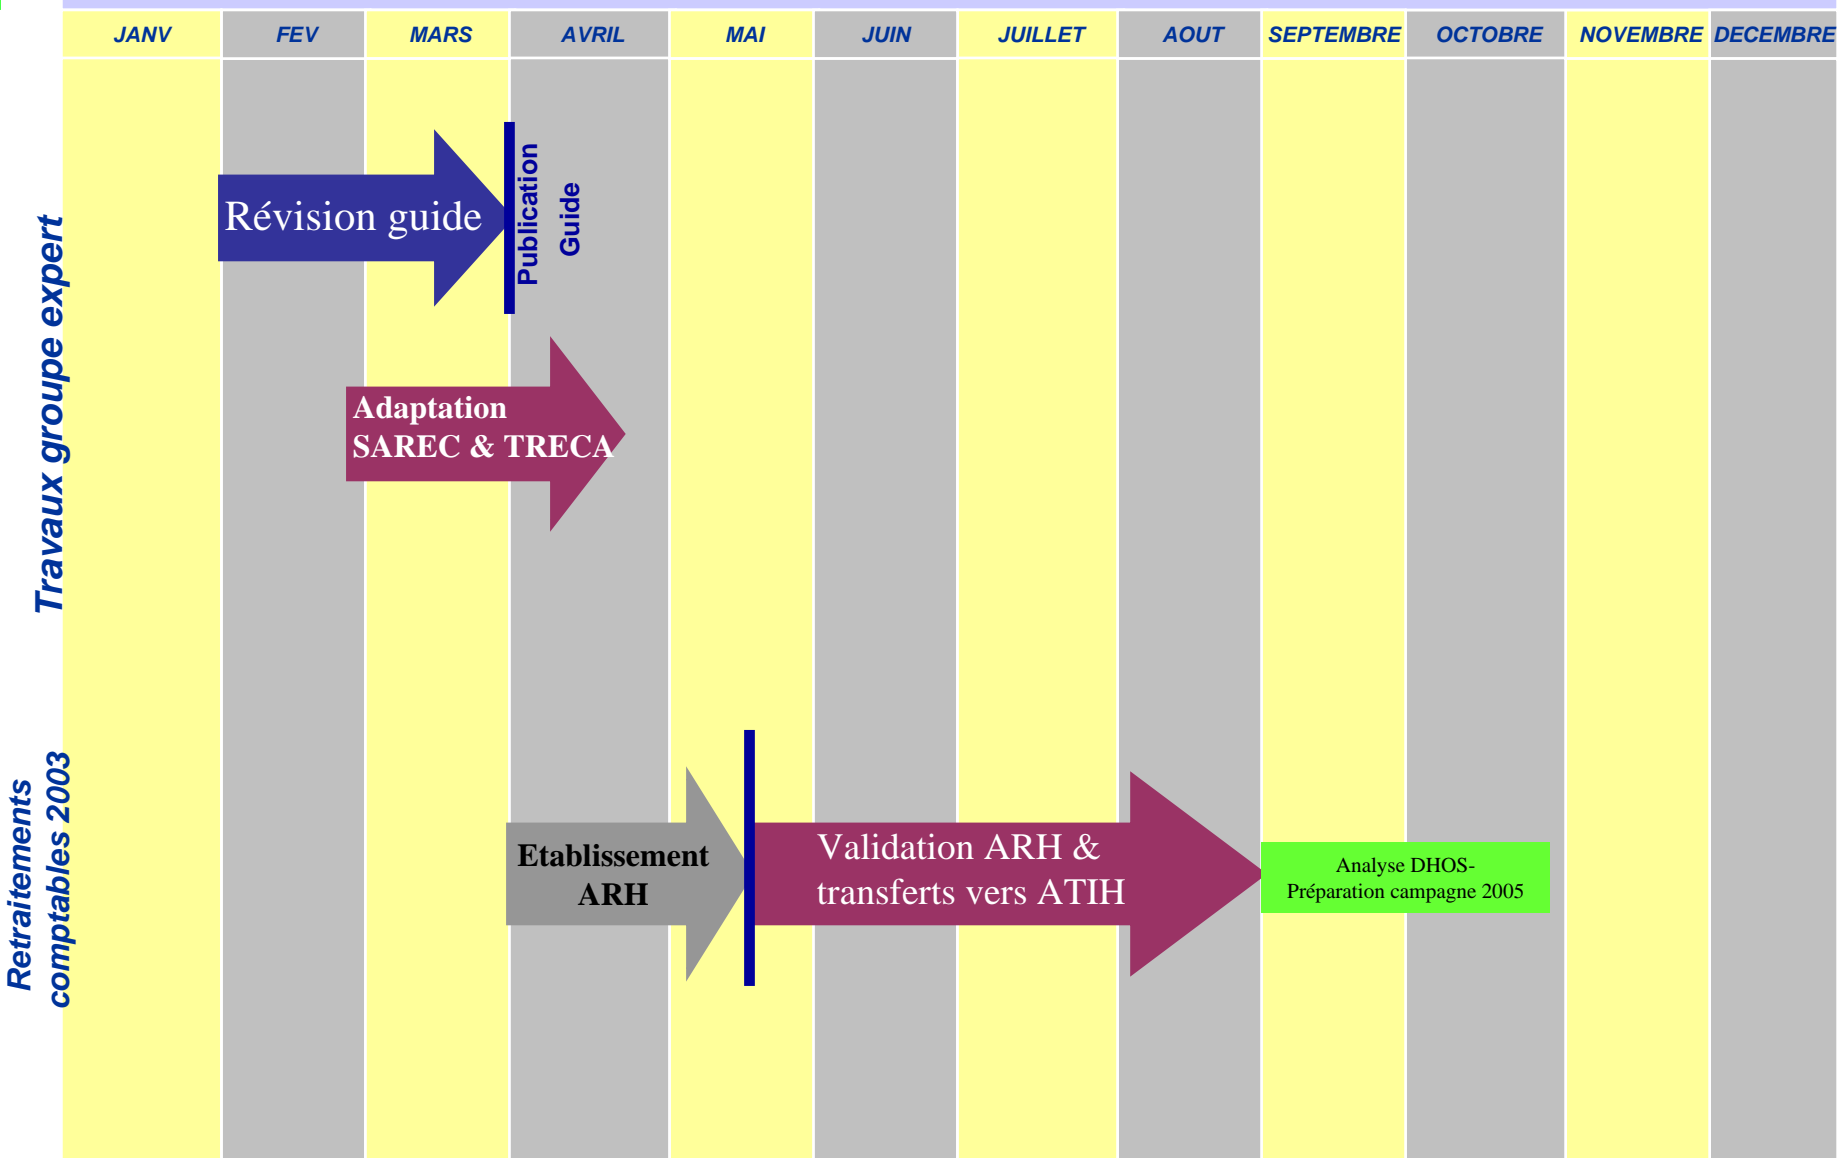 JANV FEV MARS AVRIL MAI JUIN JUILLET AOUT SEPTEMBRE OCTOBRE NOVEMBRE DECEMBRE
Travaux groupe expert
Révision guide
Publication
Guide
Adaptation
SAREC & TRECA
Retraitements
comptables 2003
Etablissement
ARH
Validation ARH &
transferts vers ATIH
Analyse DHOS-
Préparation campagne 2005